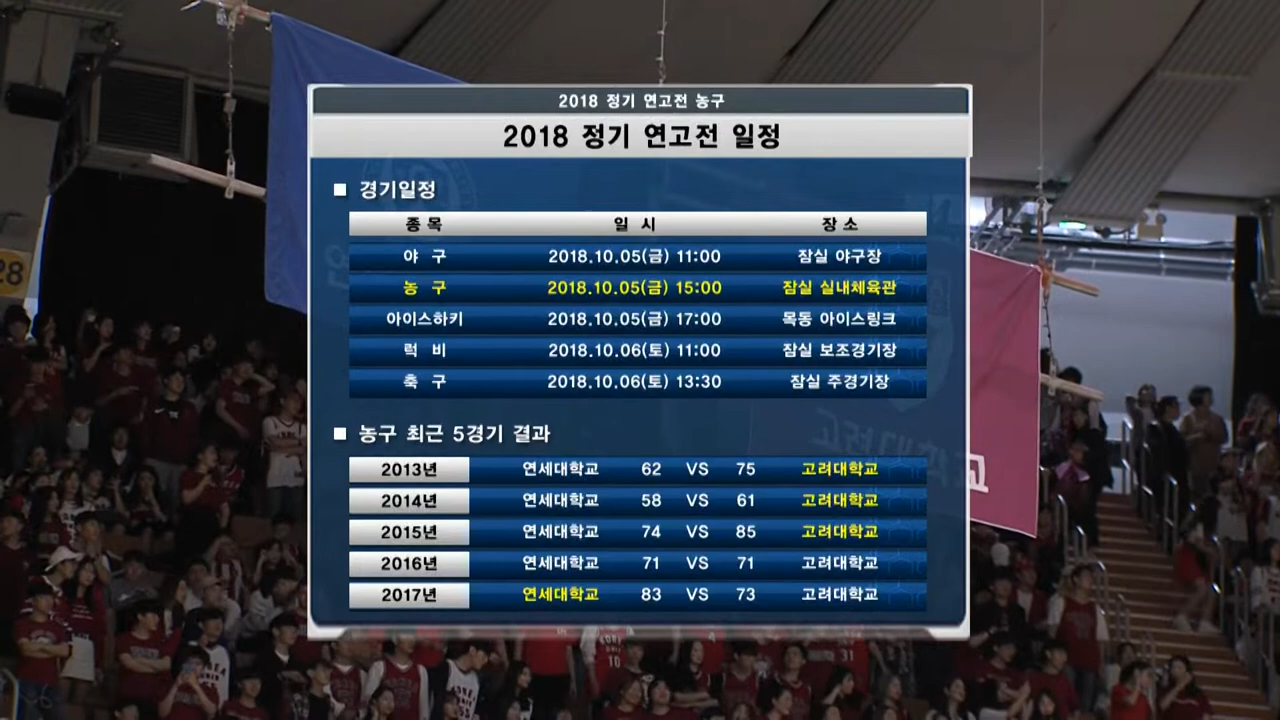 2018 정기 연고전 농구
2018 정기 연고전 일정
경기일정
종목 일시 장소
야구 2018.10.05(금) 11:00 잠실 야구장
농구 2018.10.05(금) 15:00 잠실 실내체육관
아이스하키 2018.10.05(금) 17:00 목동 아이스링크
럭비 2018.10.06(토) 11:00 잠실 보조경기장
축구 2018.10.06(토) 13:30 잠실 주경기장
농구 최근 5경기 결과
2013년 연세대학교 62 VS 75 고려대학교
2014년 연세대학교 58 VS 61 고려대학교
2015년 연세대학교 74 VS 85 고려대학교
2016년 연세대학교 71 VS 71 고려대학교
2017년 연세대학교 83 VS 73 고려대학교
28
10
31